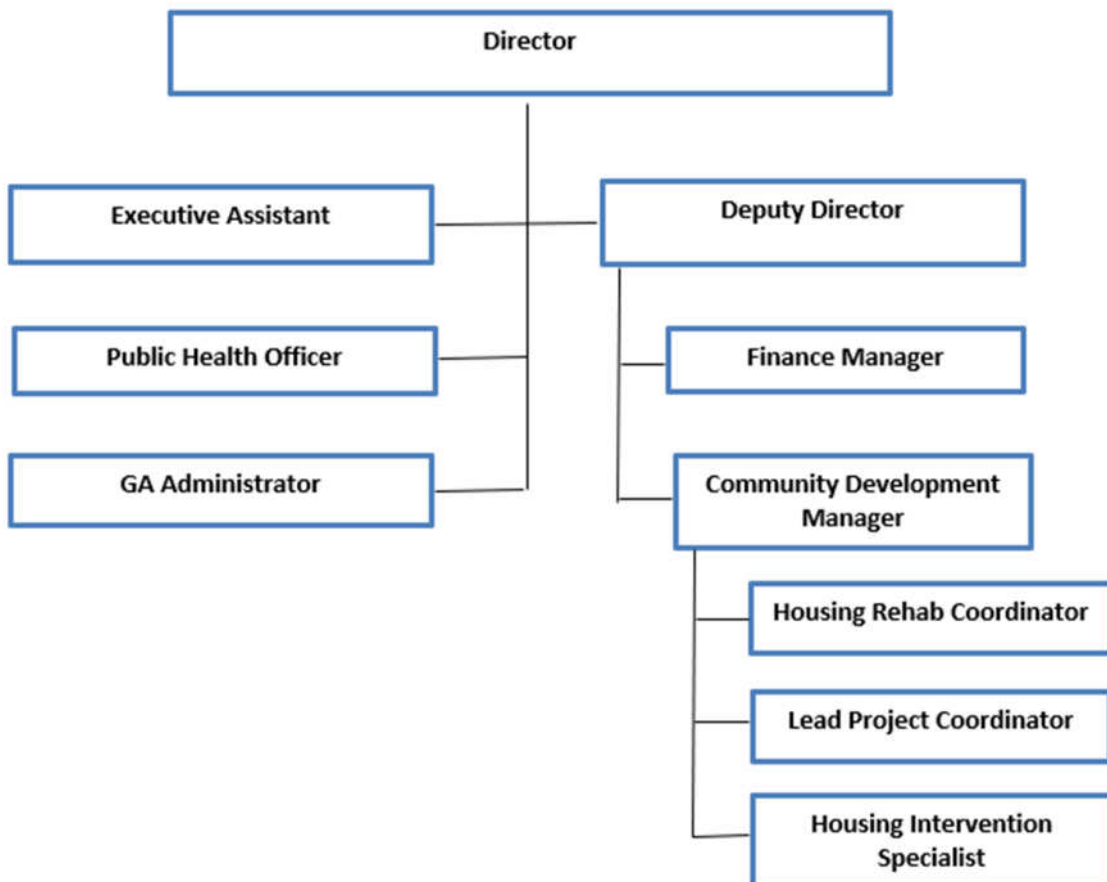 Director
Executive Assistant
Deputy Director
Public Health Officer
Finance Manager
GA Administrator
Community Development
Manager
Housing Rehab Coordinator
Lead Project Coordinator
Housing Intervention
Specialist